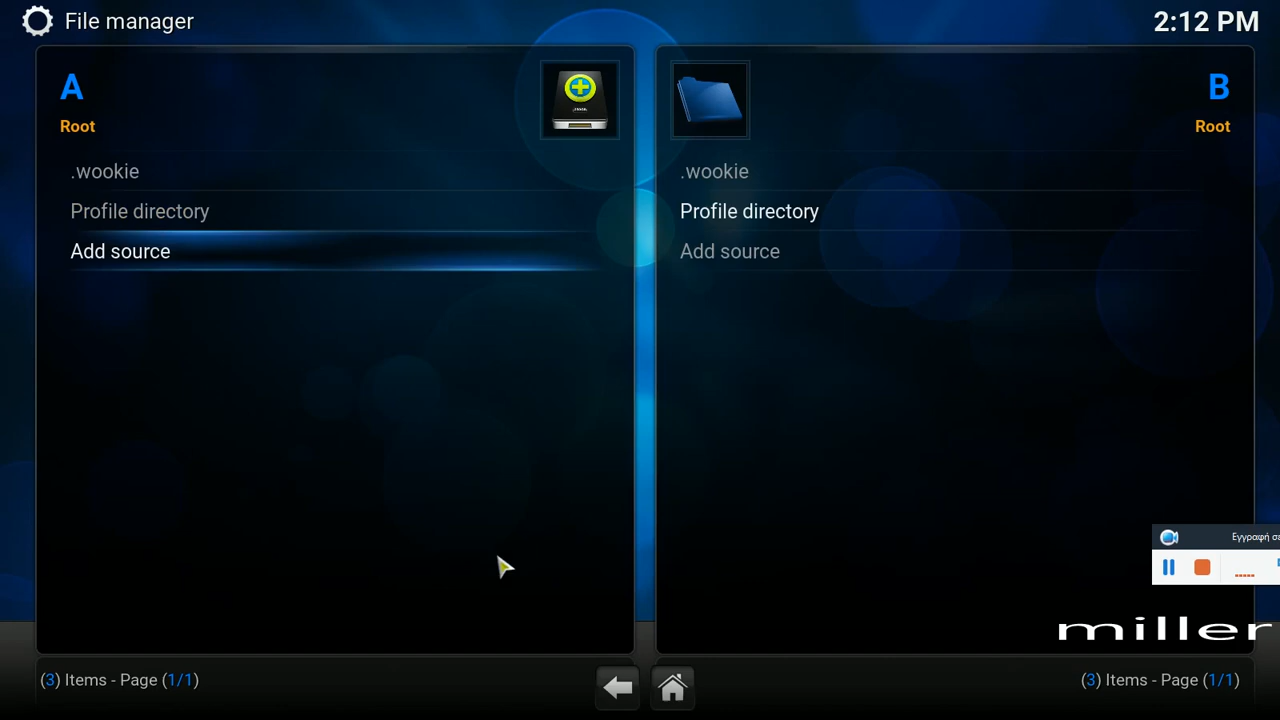 File manager
2:12 PM
A
Root
.wookie
Profile directory
Add source
(3) Items - Page (1/1)
B
Root
.wookie
Profile directory
Add source
Εγγραφή σε
miller
(3) Items - Page (1/1)